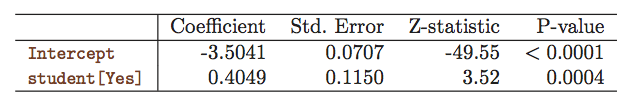 Coefficient Std. Error Z-statistic P-value
Intercept -3.5041 0.0707 -49.55 < 0.0001
student[Yes] 0.4049 0.1150 3.52 0.0004